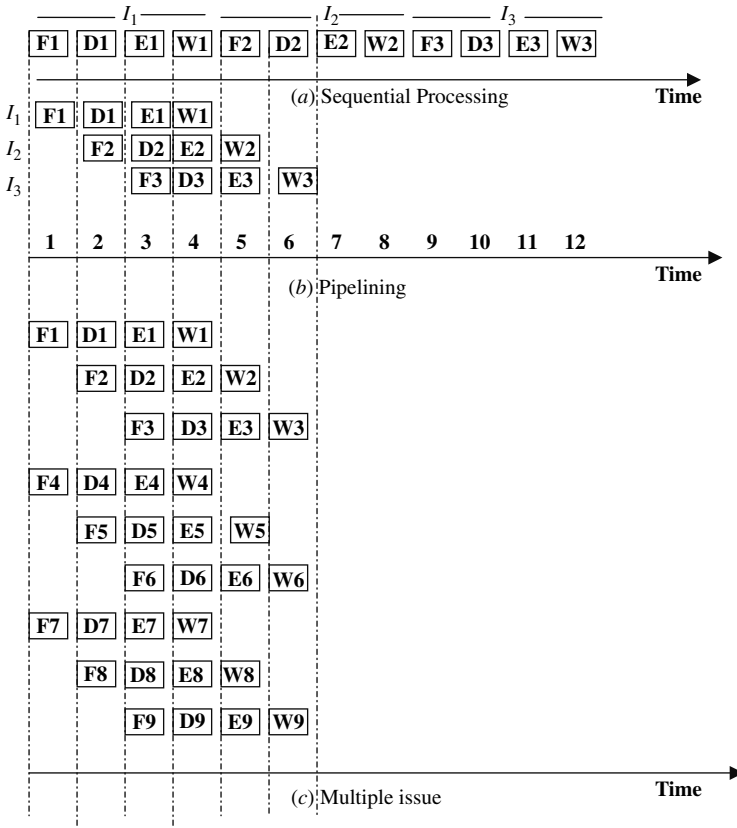 I1 I2 I3
F1 D1 E1 W1 F2 D2 E2 W2 F3 D3 E3 W3
(a) Sequential Processing Time
I1 F1 D1 E1 W1
I2 F2 D2 E2 W2
I3 F3 D3 E3 W3
1 2 3 4 5 6 7 8 9 10 11 12
Time
(b) Pipelining
F1 D1 E1 W1
F2 D2 E2 W2
F3 D3 E3 W3
F4 D4 E4 W4
F5 D5 E5 W5
F6 D6 E6 W6
F7 D7 E7 W7
F8 D8 E8 W8
F9 D9 E9 W9
(c) Multiple issue Time